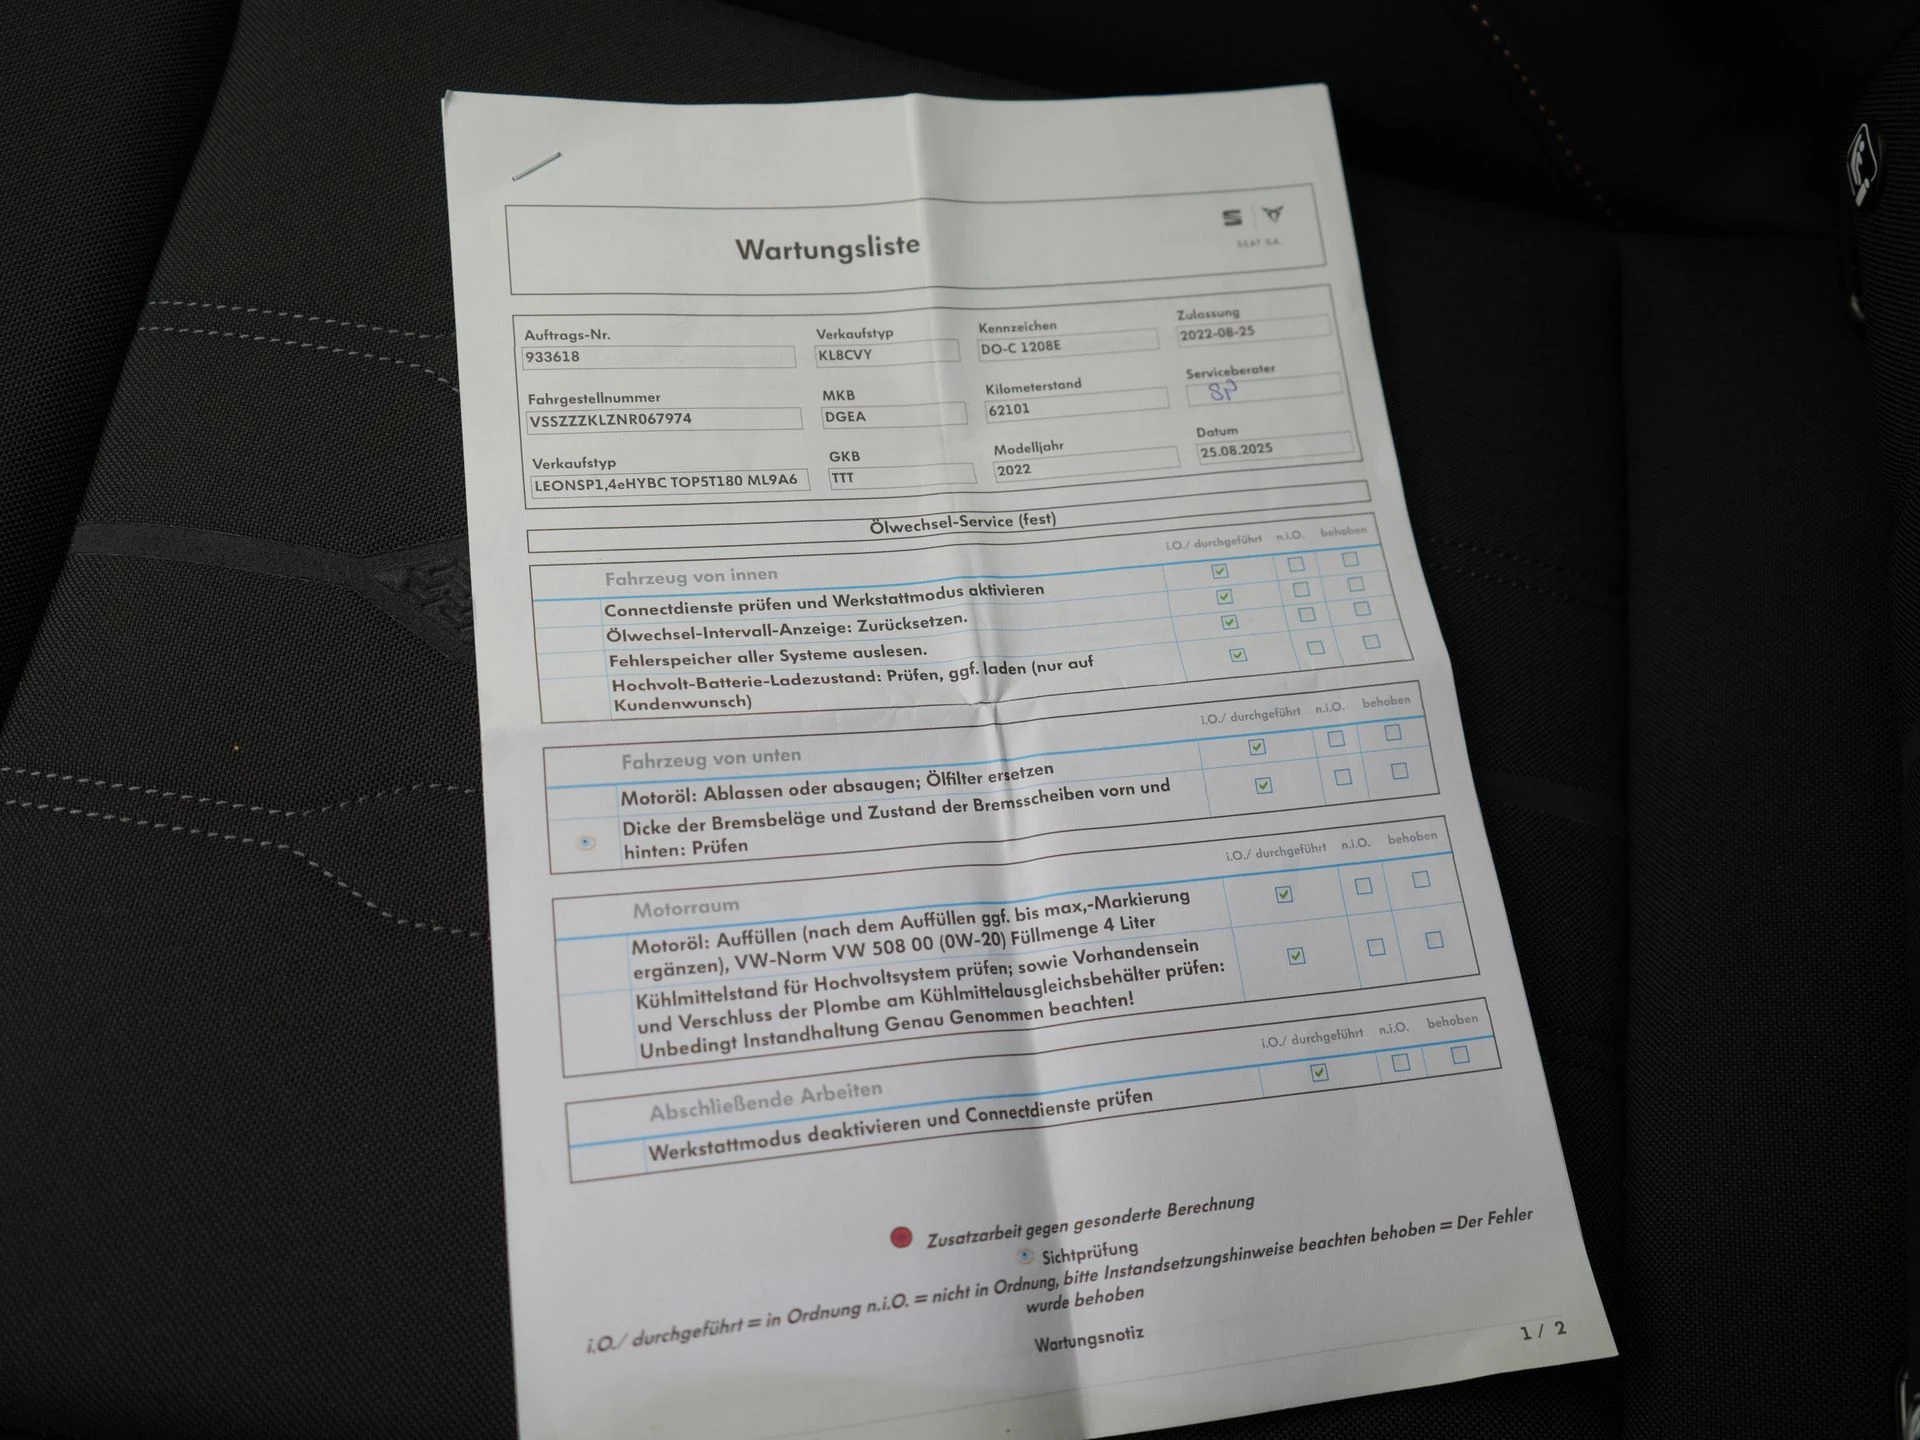 Wartungsliste
SEAT S.A.
Auftrags-Nr. Verkaufstyp Kennzeichen Zulassung
933618 KL8CVY DO-C 1208E 2022-08-25
Fahrgestellnummer MKB Kilometerstand Serviceberater
VSSZZZKLZNR067974 DGEA 62101 SP
Verkaufstyp GKB Modelljahr Datum
LEONSP1,4eHYBC TOP5T180 ML9A6 TTT 2022 25.08.2025
Ölwechsel-Service (fest)
Fahrzeug von innen i.O./ durchgeführt n.i.O. behoben
Connectdienste prüfen und Werkstattmodus aktivieren
Ölwechsel-Intervall-Anzeige: Zurücksetzen.
Fehlerspeicher aller Systeme auslesen.
Hochvolt-Batterie-Ladezustand: Prüfen, ggf. laden (nur auf
Kundenwunsch)
Fahrzeug von unten i.O./ durchgeführt n.i.O. behoben
Motoröl: Ablassen oder absaugen; Ölfilter ersetzen
Dicke der Bremsbeläge und Zustand der Bremsscheiben vorn und
hinten: Prüfen
Motorraum i.O./ durchgeführt n.i.O. behoben
Motoröl: Auffüllen (nach dem Auffüllen ggf. bis max,-Markierung
ergänzen), VW-Norm VW 508 00 (0W-20) Füllmenge 4 Liter
Kühlmittelstand für Hochvoltsystem prüfen; sowie Vorhandensein
und Verschluss der Plombe am Kühlmittelausgleichsbehälter prüfen:
Unbedingt Instandhaltung Genau Genommen beachten!
Abschließende Arbeiten i.O./ durchgeführt n.i.O. behoben
Werkstattmodus deaktivieren und Connectdienste prüfen
Zusatzarbeit gegen gesonderte Berechnung
Sichtprüfung
i.O./ durchgeführt = in Ordnung n.i.O. = nicht in Ordnung, bitte Instandsetzungshinweise beachten behoben = Der Fehler
wurde behoben
Wartungsnotiz
1 / 2